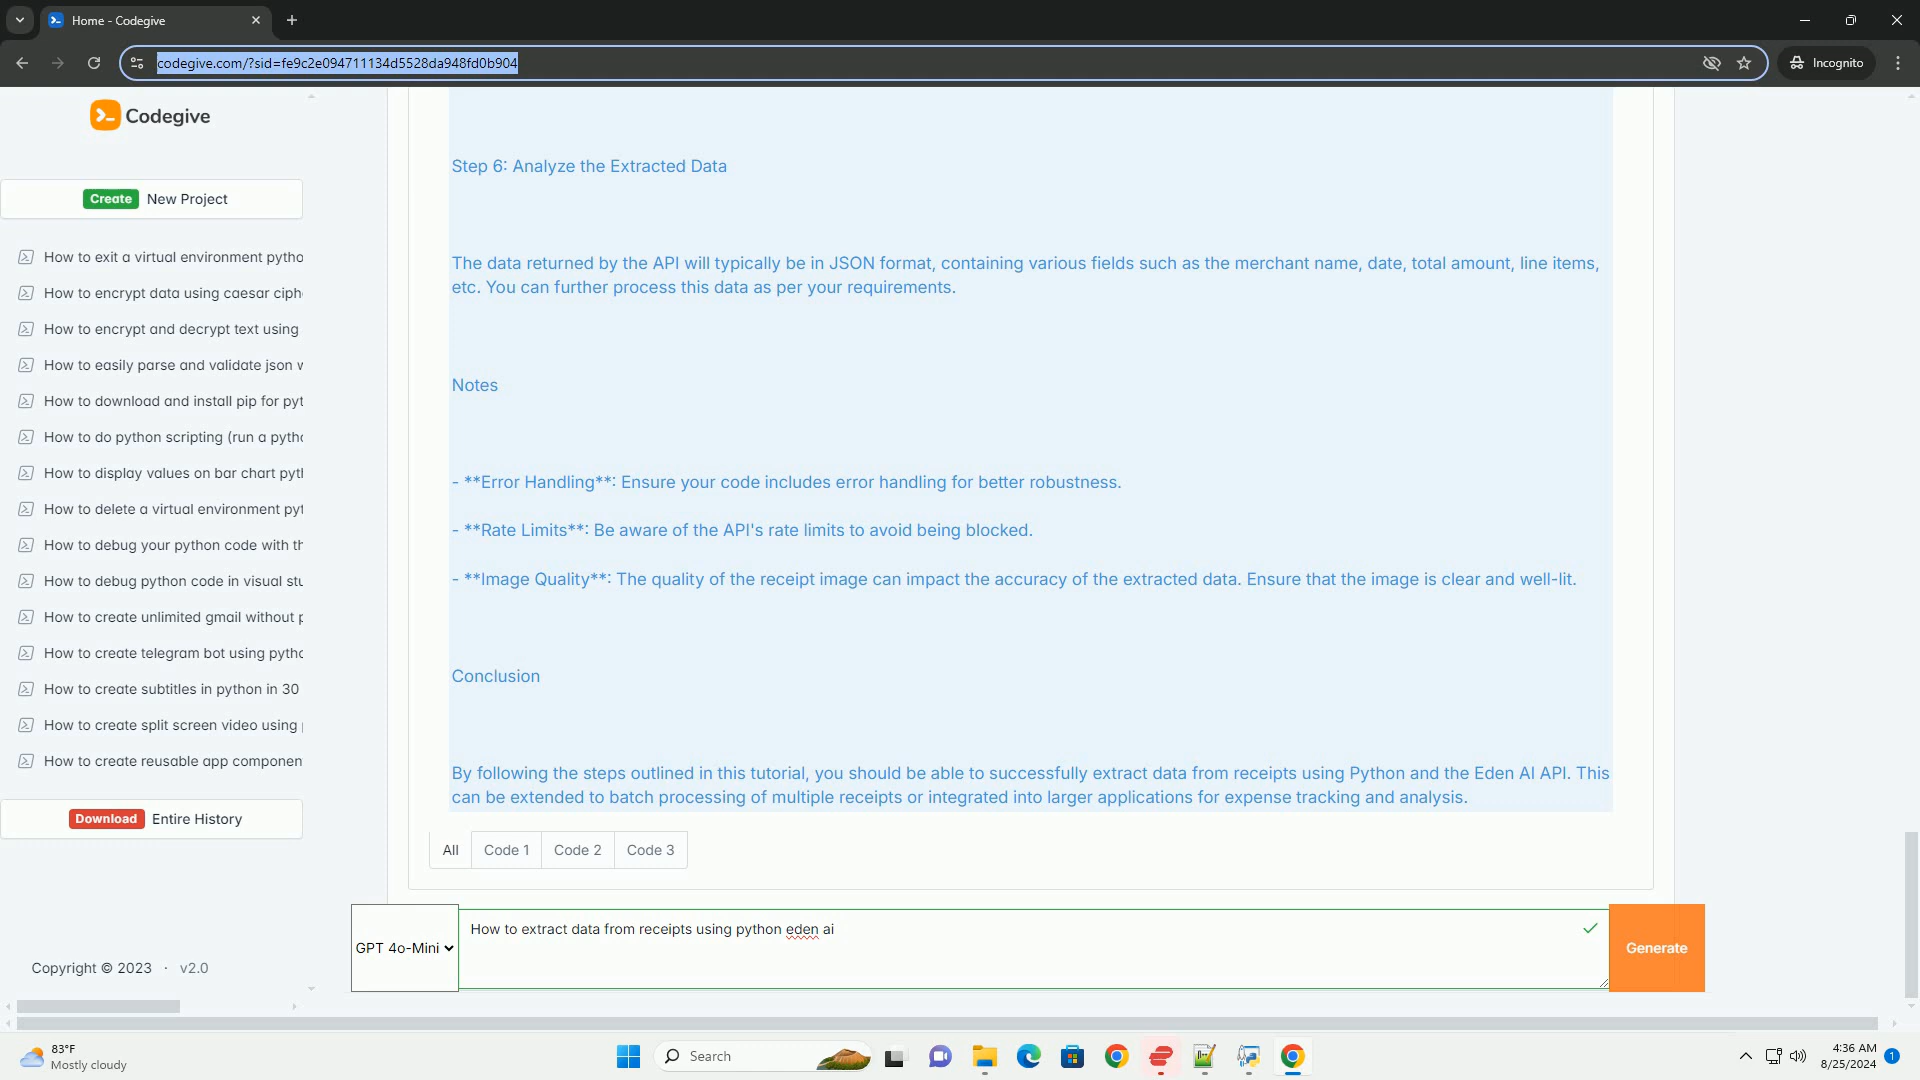 Home - Codegive
codegive.com/?sid=fe9c2e094711134d5528da948fd0b904
Incognito
Codegive
Create New Project
How to exit a virtual environment pytho
How to encrypt data using caesar ciph
How to encrypt and decrypt text using
How to easily parse and validate json w
How to download and install pip for pyt
How to do python scripting (run a pytho
How to display values on bar chart pyt
How to delete a virtual environment pyt
How to debug your python code with th
How to debug python code in visual stu
How to create unlimited gmail without p
How to create telegram bot using pytho
How to create subtitles in python in 30
How to create split screen video using
How to create reusable app componen
Download Entire History
Copyright © 2023 · v2.0
Step 6: Analyze the Extracted Data
The data returned by the API will typically be in JSON format, containing various fields such as the merchant name, date, total amount, line items,
etc. You can further process this data as per your requirements.
Notes
- **Error Handling**: Ensure your code includes error handling for better robustness.
- **Rate Limits**: Be aware of the API's rate limits to avoid being blocked.
- **Image Quality**: The quality of the receipt image can impact the accuracy of the extracted data. Ensure that the image is clear and well-lit.
Conclusion
By following the steps outlined in this tutorial, you should be able to successfully extract data from receipts using Python and the Eden AI API. This
can be extended to batch processing of multiple receipts or integrated into larger applications for expense tracking and analysis.
All Code 1 Code 2 Code 3
GPT 4o-Mini
How to extract data from receipts using python eden ai
Generate
83°F
Mostly cloudy
Search
4:36 AM
8/25/2024
1